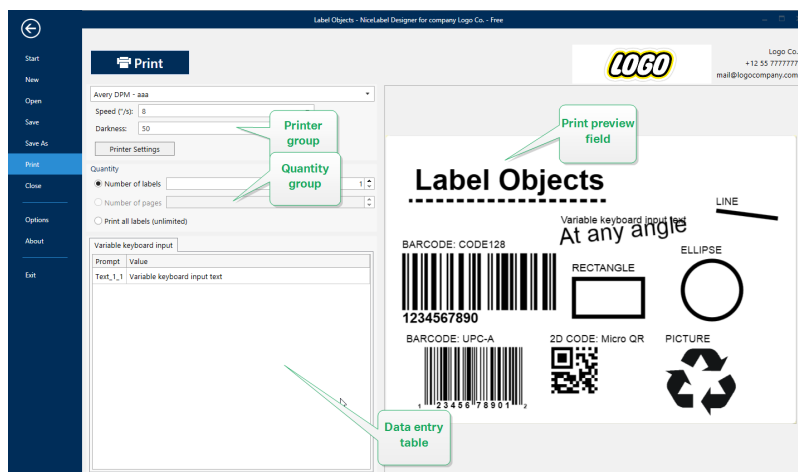 Label Objects - NiceLabel Designer for company Logo Co. - Free
Start
New
Open
Save
Save As
Print
Close
Options
About
Exit
Print
LOGO
Logo Co.
+12 55 7777777
mail@logocompany.com
Avery DPM - aaa
Speed ("/s): 8
Darkness: 50
Printer Settings
Printer
group
Quantity
Number of labels 1
Number of pages
Print all labels (unlimited)
Quantity
group
Variable keyboard input
Prompt Value
Text_1_1 Variable keyboard input text
Data entry
table
Print preview
field
Label Objects
LINE
Variable keyboard input text
At any angle
BARCODE: CODE128
1234567890
RECTANGLE
ELLIPSE
BARCODE: UPC-A
1 23456 78901 2
2D CODE: Micro QR
PICTURE